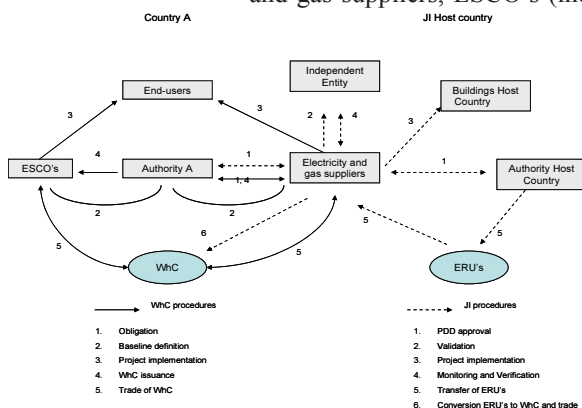 and gas suppliers, ESCO's
Country A
JI Host country
Independent
Entity
End-users
Buildings Host
Country
3
3
2
4
3
ESCO's
4
Authority A
1
1, 4
Electricity and
gas suppliers
1
Authority Host
Country
2
2
5
6
5
5
5
WhC
ERU's
WhC procedures
1. Obligation
2. Baseline definition
3. Project implementation
4. WhC issuance
5. Trade of WhC
JI procedures
1. PDD approval
2. Validation
3. Project implementation
4. Monitoring and Verification
5. Transfer of ERU's
6. Conversion ERU's to WhC and trade